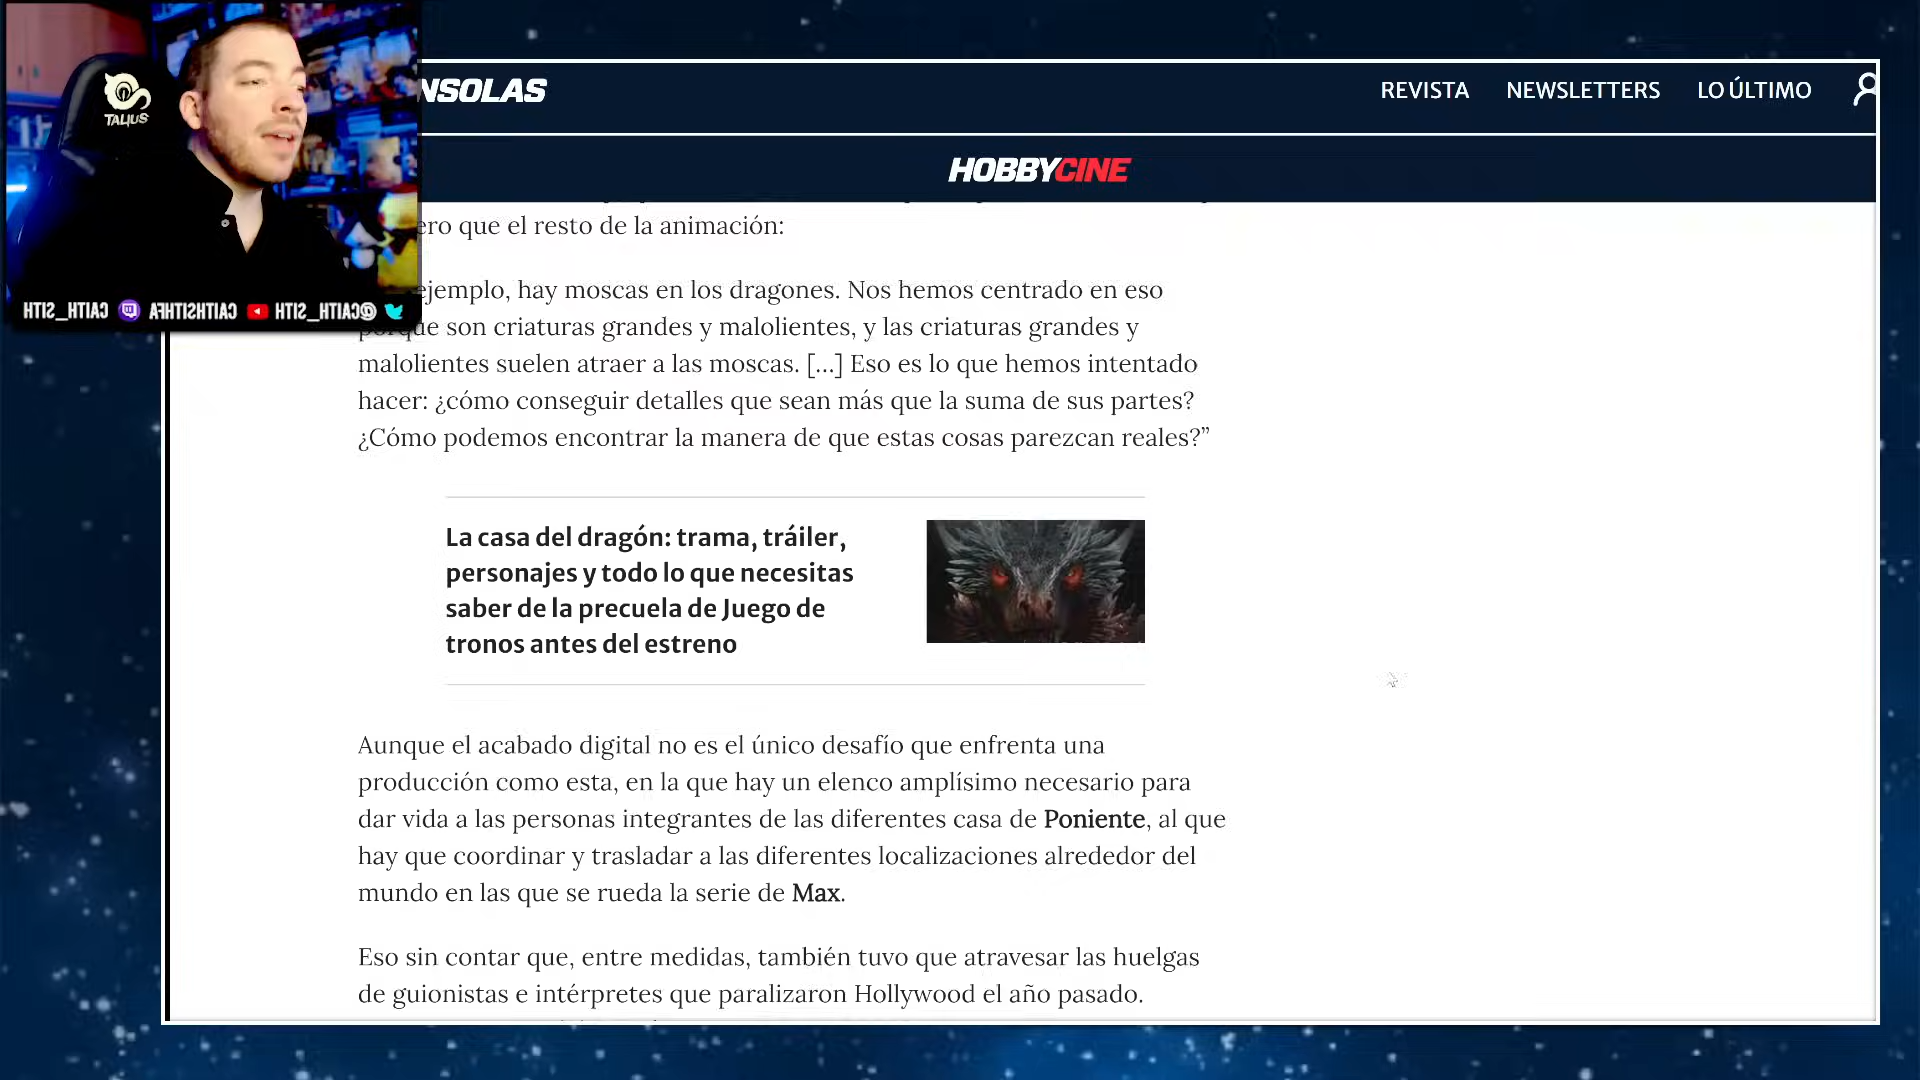 TALIUS
CAITH_SITH CAITHSITHFA @CAITH_SITH
NSOLAS
REVISTA NEWSLETTERS LO ÚLTIMO
HOBBYCINE
ero que el resto de la animación:
ejemplo, hay moscas en los dragones. Nos hemos centrado en eso
porque son criaturas grandes y malolientes, y las criaturas grandes y
malolientes suelen atraer a las moscas. [...] Eso es lo que hemos intentado
hacer: ¿cómo conseguir detalles que sean más que la suma de sus partes?
¿Cómo podemos encontrar la manera de que estas cosas parezcan reales?”
La casa del dragón: trama, tráiler,
personajes y todo lo que necesitas
saber de la precuela de Juego de
tronos antes del estreno
Aunque el acabado digital no es el único desafío que enfrenta una
producción como esta, en la que hay un elenco amplísimo necesario para
dar vida a las personas integrantes de las diferentes casa de Poniente, al que
hay que coordinar y trasladar a las diferentes localizaciones alrededor del
mundo en las que se rueda la serie de Max.
Eso sin contar que, entre medidas, también tuvo que atravesar las huelgas
de guionistas e intérpretes que paralizaron Hollywood el año pasado.